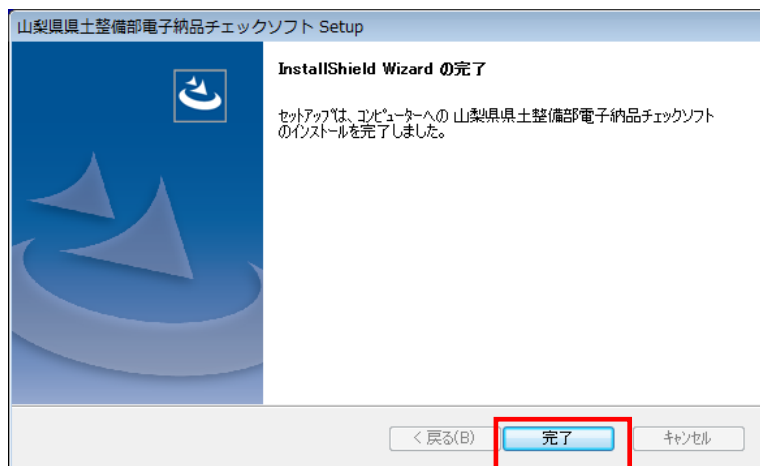 山梨県県土整備部電子納品チェックソフト Setup
InstallShield Wizard の完了
セットアップは、コンピューターへの 山梨県県土整備部電子納品チェックソフト
のインストールを完了しました。
< 戻る(B) 完了 キャンセル